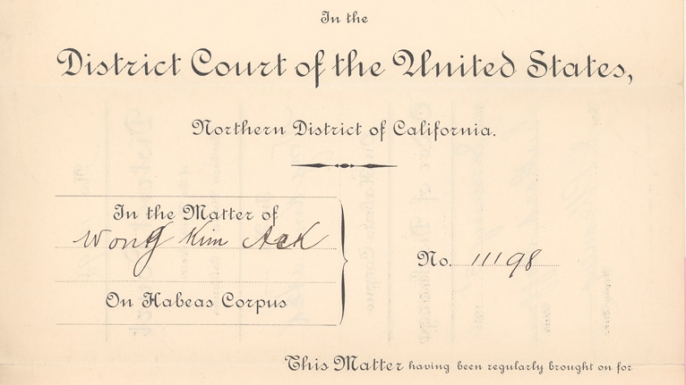 In the
District Court of the United States,
Northern District of California.
In the Matter of
Wong Kim Ark
On Habeas Corpus
No. 11198
This Matter having been regularly brought on for